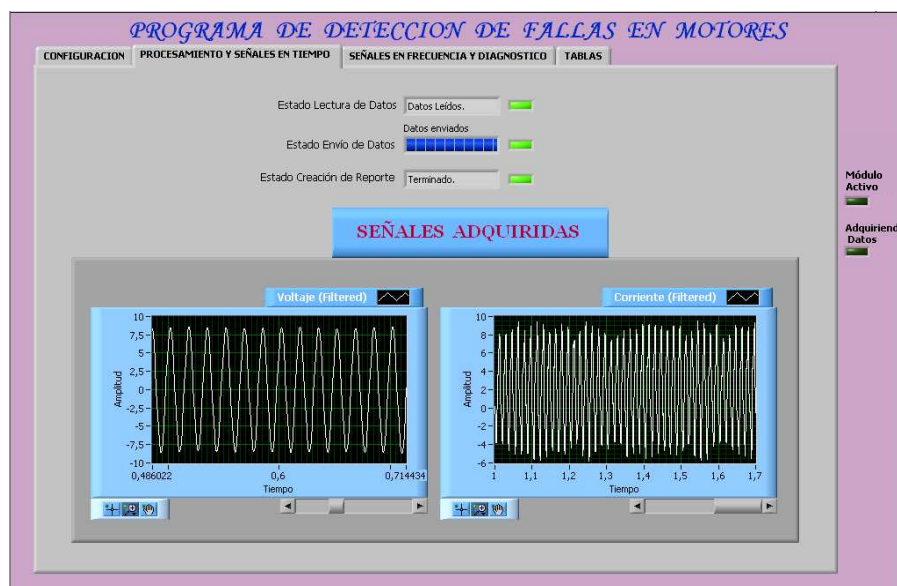 PROGRAMA DE DETECCION DE FALLAS EN MOTORES
CONFIGURACION
PROCESAMIENTO Y SEÑALES EN TIEMPO
SEÑALES EN FRECUENCIA Y DIAGNOSTICO
TABLAS
Estado Lectura de Datos
Datos Leídos.
Datos enviados
Estado Envío de Datos
Estado Creación de Reporte
Terminado.
Módulo
Activo
Adquiriend
Datos
SEÑALES ADQUIRIDAS
Voltaje (Filtered)
Amplitud
10
7,5
5
2,5
0
-2,5
-5
-7,5
-10
0,486022
0,6
0,714434
Tiempo
Corriente (Filtered)
Amplitud
10
8
6
4
2
0
-2
-4
-6
1
1,1
1,2
1,3
1,4
1,5
1,6
1,7
Tiempo